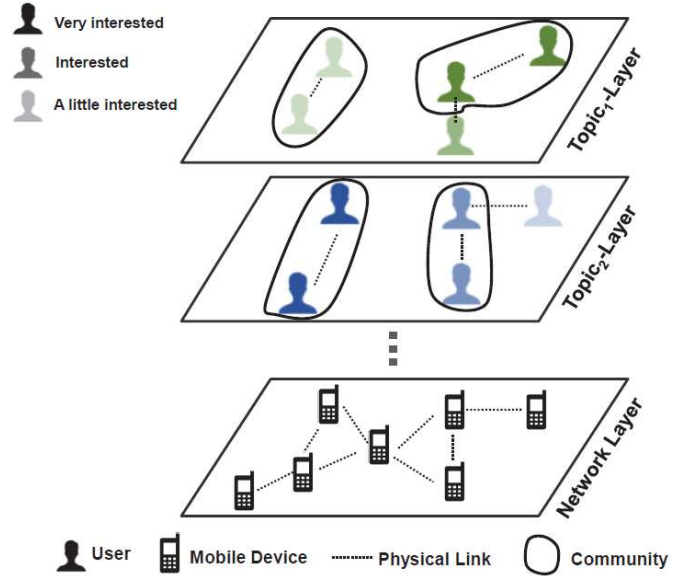 Very interested
Interested
A little interested
Topic₁-Layer
Topic₂-Layer
Network Layer
User
Mobile Device
Physical Link
Community